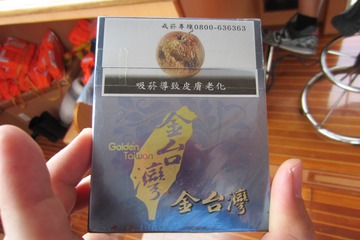 戒菸專線0800-636363
吸菸導致皮膚老化
Golden
Taiwan
金台灣
金台灣